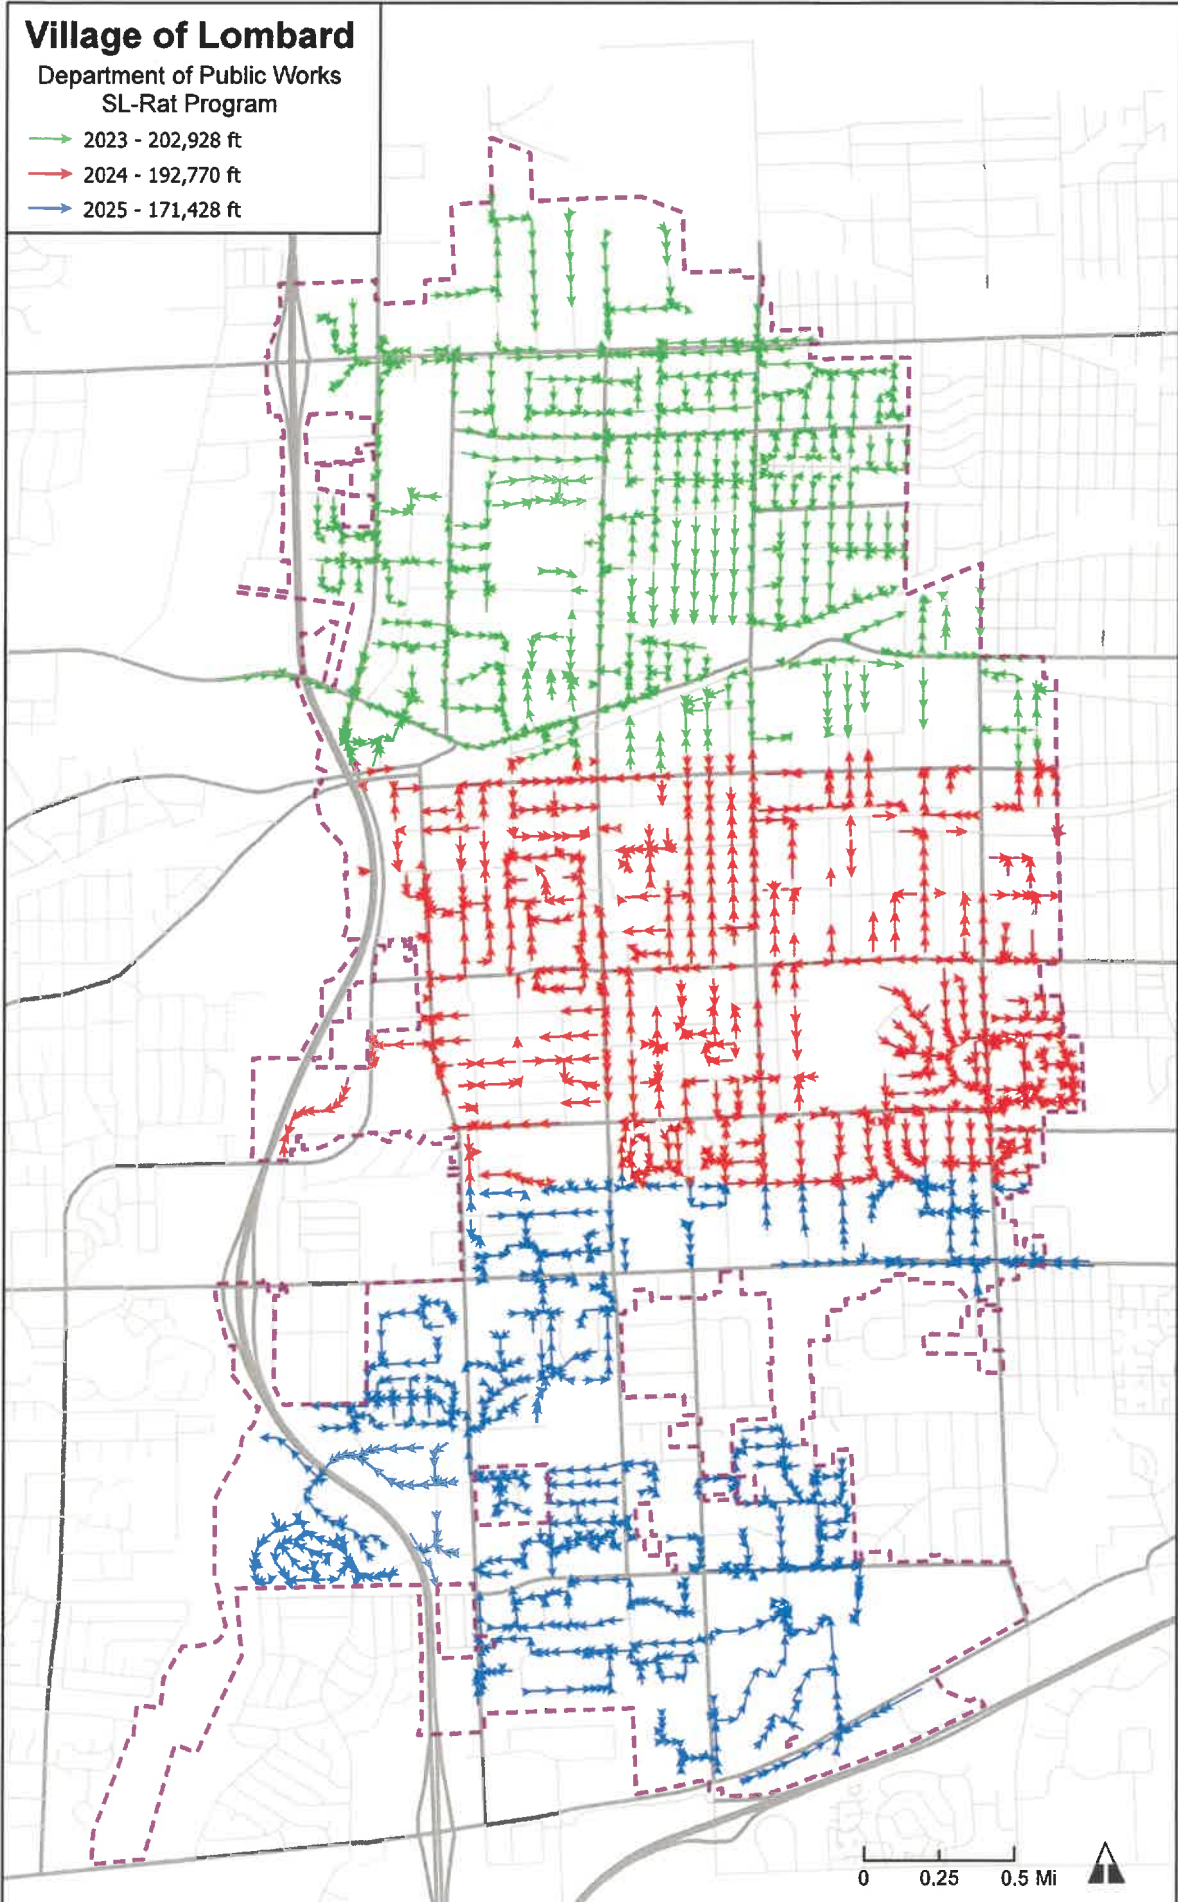 Village of Lombard
Department of Public Works
SL-Rat Program
2023 - 202,928 ft
2024 - 192,770 ft
2025 - 171,428 ft
0 0.25 0.5 Mi